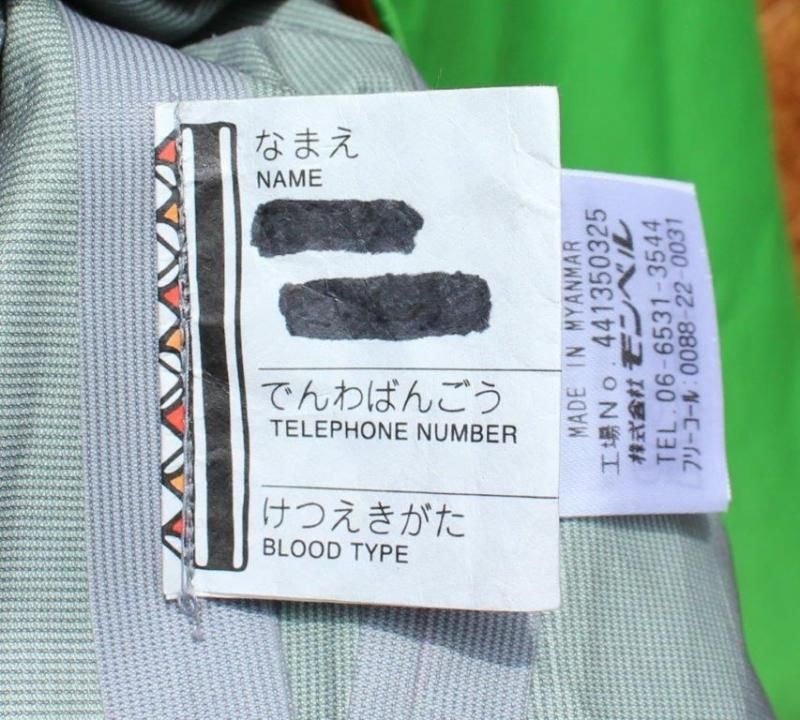 なまえ
NAME
でんわばんごう
TELEPHONE NUMBER
けつえきがた
BLOOD TYPE
MADE IN MYANMAR
工場No. 441350325
株式会社 モンベル
TEL.06-6531-3544
フリーコール:0088-22-0031